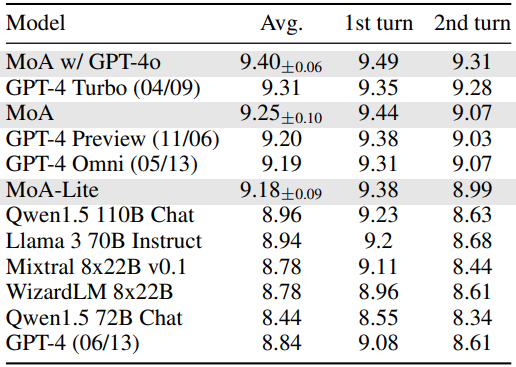 Model Avg. 1st turn 2nd turn
MoA w/ GPT-4o 9.40±0.06 9.49 9.31
GPT-4 Turbo (04/09) 9.31 9.35 9.28
MoA 9.25±0.10 9.44 9.07
GPT-4 Preview (11/06) 9.20 9.38 9.03
GPT-4 Omni (05/13) 9.19 9.31 9.07
MoA-Lite 9.18±0.09 9.38 8.99
Qwen1.5 110B Chat 8.96 9.23 8.63
Llama 3 70B Instruct 8.94 9.2 8.68
Mixtral 8x22B v0.1 8.78 9.11 8.44
WizardLM 8x22B 8.78 8.96 8.61
Qwen1.5 72B Chat 8.44 8.55 8.34
GPT-4 (06/13) 8.84 9.08 8.61